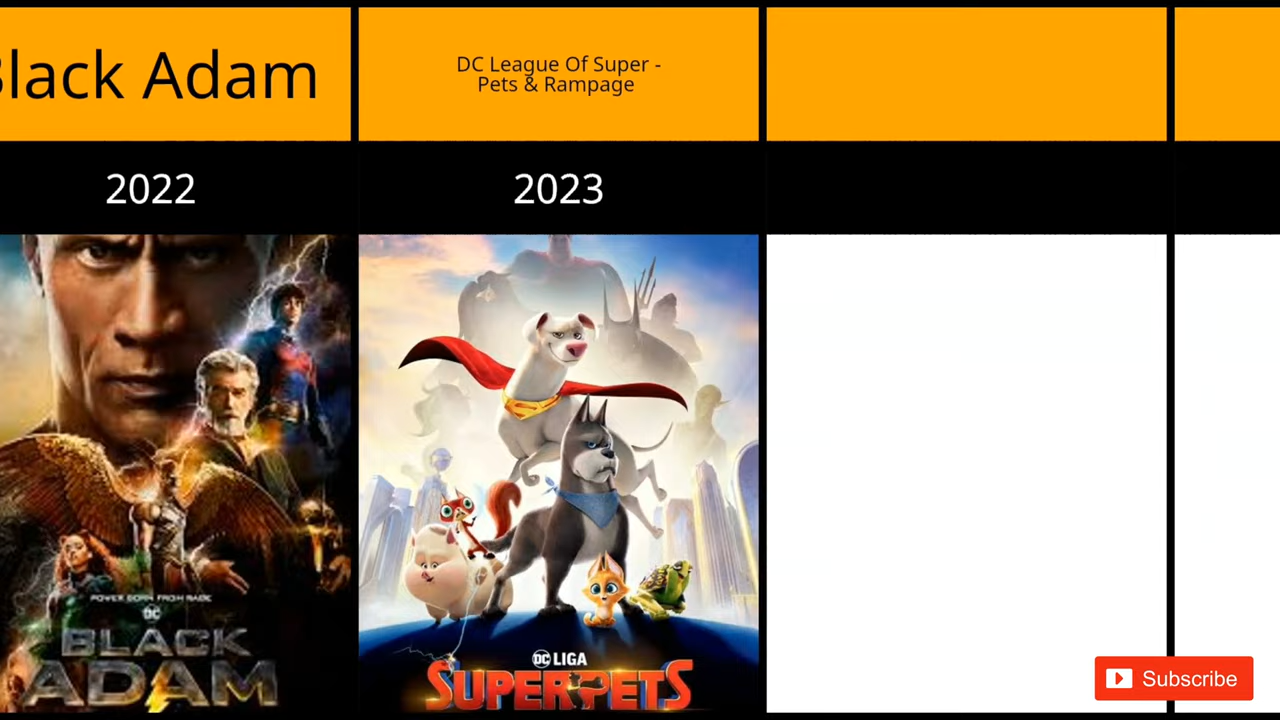 Black Adam
DC League Of Super -
Pets & Rampage
2022
2023
POWER BORN FROM RAGE
DC
BLACK
ADAM
DC LIGA
SUPERPETS
Subscribe